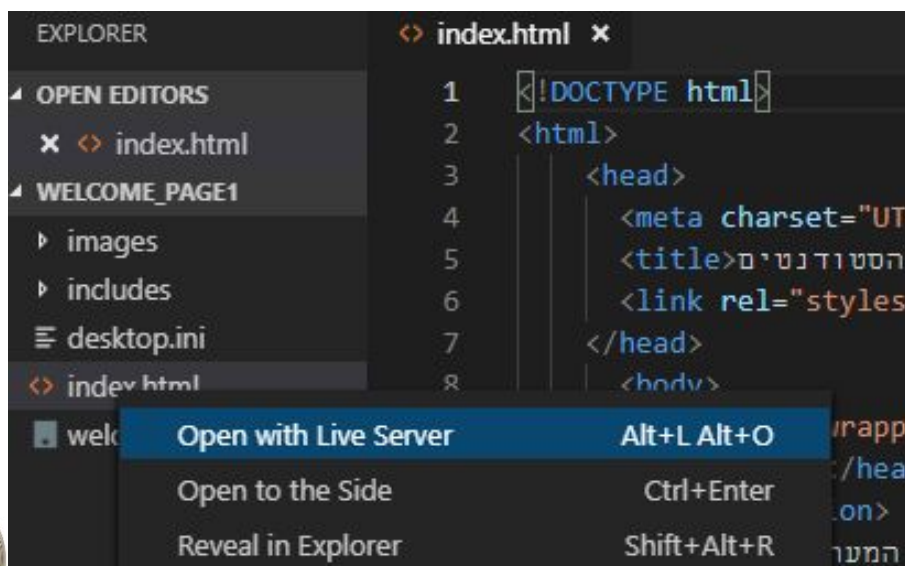 EXPLORER
OPEN EDITORS
index.html
WELCOME_PAGE1
images
includes
desktop.ini
index.html
index.html
1 <!DOCTYPE html>
2 <html>
3 <head>
4 <meta charset="UT
5 <title>הסטודנטים
6 <link rel="styles
7 </head>
8 <body>
Open with Live Server Alt+L Alt+O
Open to the Side Ctrl+Enter
Reveal in Explorer Shift+Alt+R
/hea